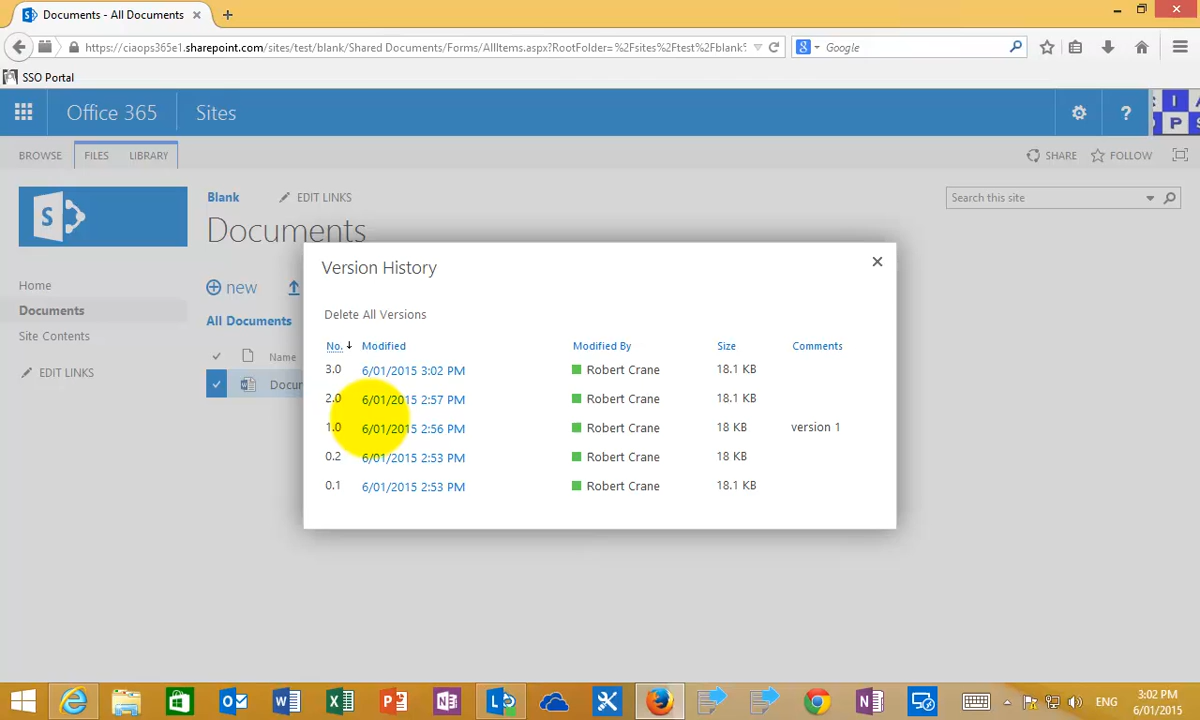 Documents - All Documents
https://ciaops365e1.sharepoint.com/sites/test/blank/Shared Documents/Forms/AllItems.aspx?RootFolder=%2Fsites%2Ftest%2Fblank%
Google
SSO Portal
Office 365 Sites ?
BROWSE FILES LIBRARY SHARE FOLLOW
Blank EDIT LINKS Search this site
Documents
Home
Documents
Site Contents
EDIT LINKS
new
All Documents
Name
Docum
Version History
Delete All Versions
No. Modified Modified By Size Comments
3.0 6/01/2015 3:02 PM Robert Crane 18.1 KB
2.0 6/01/2015 2:57 PM Robert Crane 18.1 KB
1.0 6/01/2015 2:56 PM Robert Crane 18 KB version 1
0.2 6/01/2015 2:53 PM Robert Crane 18 KB
0.1 6/01/2015 2:53 PM Robert Crane 18.1 KB
ENG
3:02 PM
6/01/2015